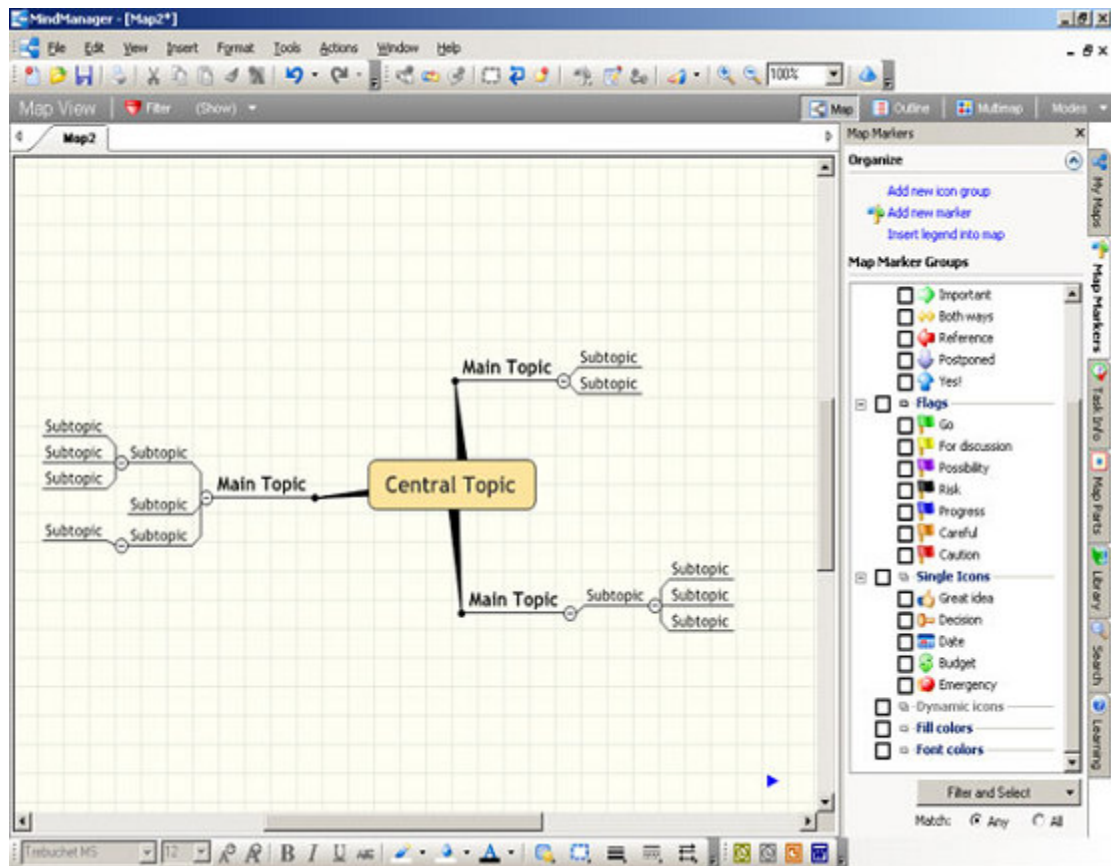 MindManager - [Map2*]
File Edit View Insert Format Tools Actions Window Help
100%
Map View Filter (Show) Map Outline Multimap Modes
Map2
Map Markers
Organize
Add new icon group
Add new marker
Insert legend into map
Map Marker Groups
Important
Both ways
Reference
Postponed
Yes!
Flags
Go
For discussion
Possibility
Risk
Progress
Careful
Caution
Single Icons
Great idea
Decision
Date
Budget
Emergency
Dynamic icons
Fill colors
Font colors
Filter and Select
Match: Any All
My Maps
Map Markers
Task Info
Map Parts
Library
Search
Learning
Central Topic
Main Topic
Subtopic
Subtopic
Main Topic
Subtopic
Subtopic
Subtopic
Subtopic
Subtopic
Subtopic
Subtopic
Main Topic
Subtopic
Subtopic
Subtopic
Subtopic
Trebuchet MS 12 B I U abc